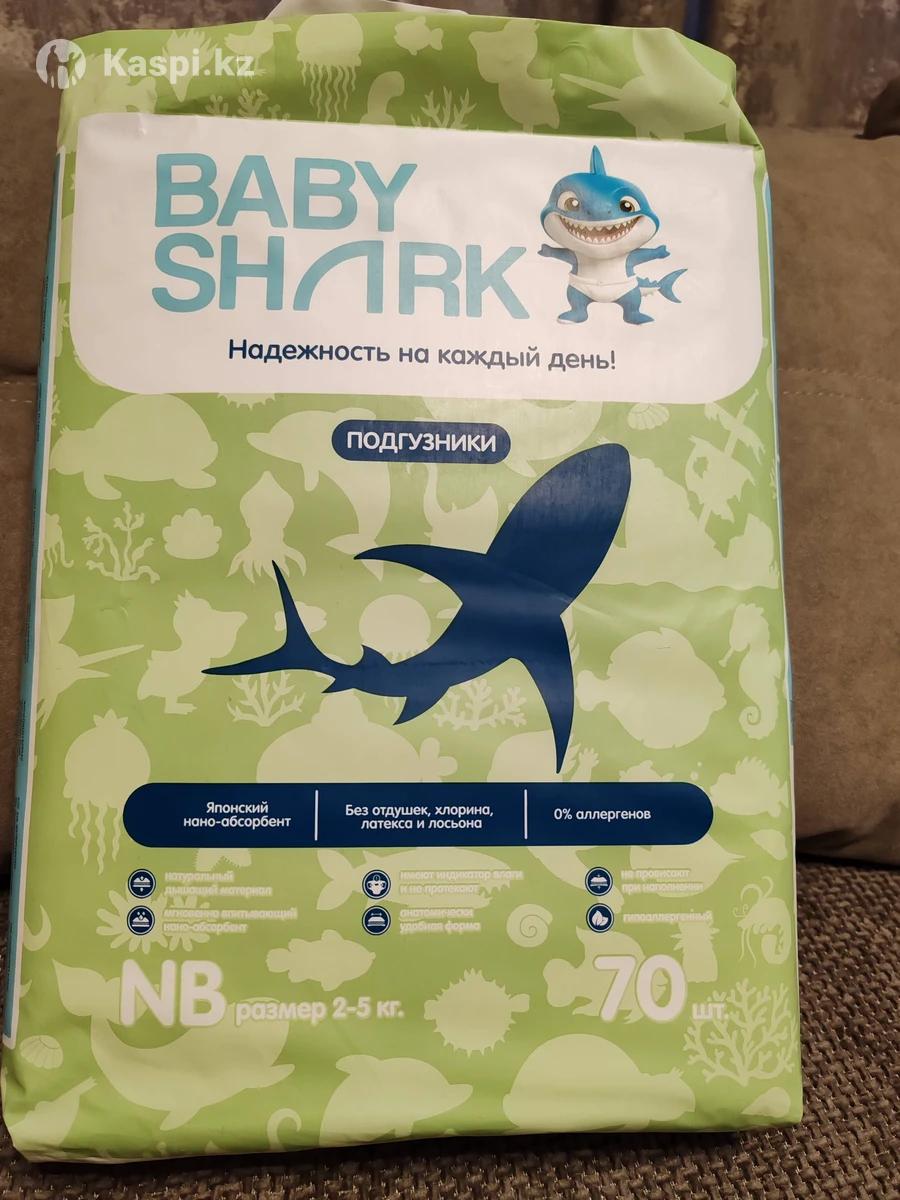 Kaspi.kz
BABY
SHARK
Надежность на каждый день!
ПОДГУЗНИКИ
Японский
нано-абсорбент
Без отдушек, хлорина,
латекса и лосьона
0% аллергенов
натуральный
дышащий материал
имеют индикатор влаги
и не протекают
не провисают
при наполнении
мгновенно впитывающий
нано-абсорбент
анатомически
удобная форма
гипоаллергенный
NB размер 2-5 кг.
70 шт.